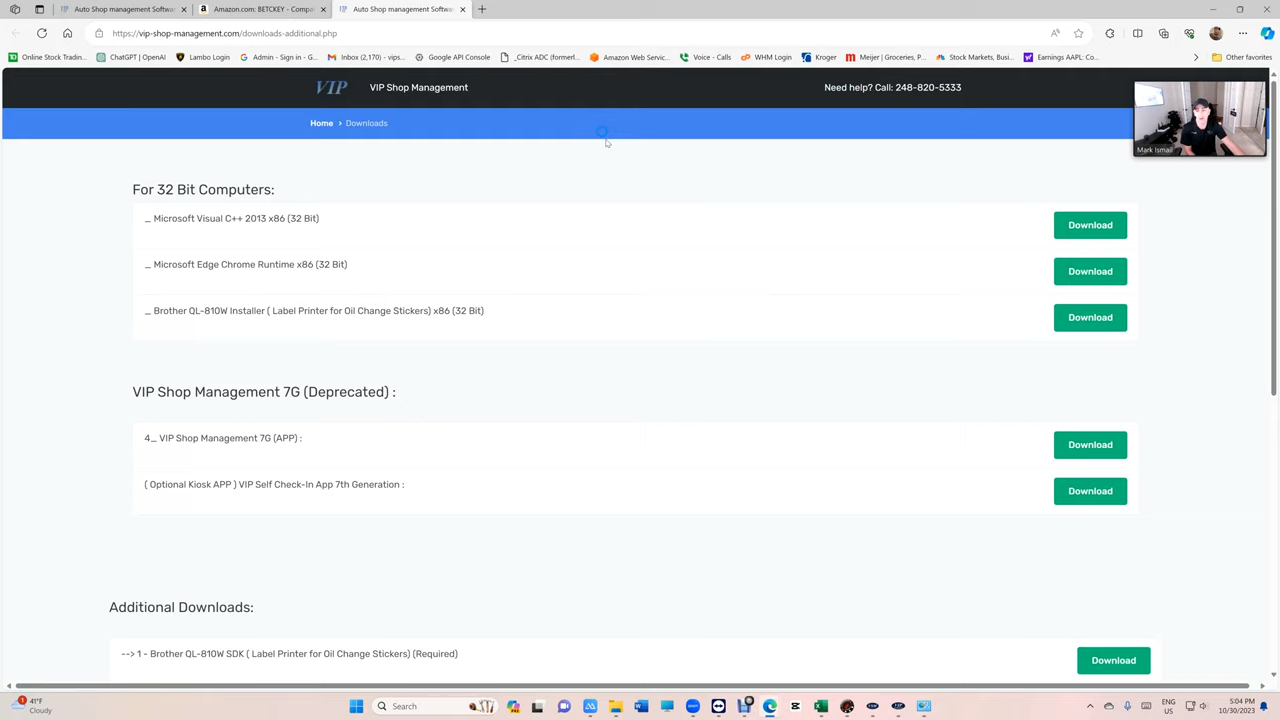 Auto Shop management Softwa
Amazon.com: BETCKEY - Compa
Auto Shop management Softwa
https://vip-shop-management.com/downloads-additional.php
Online Stock Trading...
ChatGPT | OpenAI
Lambo Login
Admin - Sign in - G...
Inbox (2,170) - vips...
Google API Console
_Citrix ADC (formerl...
Amazon Web Servic...
Voice - Calls
WHM Login
Kroger
Meijer | Groceries, P...
Stock Markets, Busi...
Earnings AAPL: Co...
Other favorites
VIP
VIP Shop Management
Need help? Call: 248-820-5333
Home > Downloads
Mark Ismail
For 32 Bit Computers:
_ Microsoft Visual C++ 2013 x86 (32 Bit)
Download
_ Microsoft Edge Chrome Runtime x86 (32 Bit)
Download
_ Brother QL-810W Installer ( Label Printer for Oil Change Stickers) x86 (32 Bit)
Download
VIP Shop Management 7G (Deprecated) :
4_ VIP Shop Management 7G (APP) :
Download
( Optional Kiosk APP ) VIP Self Check-In App 7th Generation :
Download
Additional Downloads:
--> 1 - Brother QL-810W SDK ( Label Printer for Oil Change Stickers) (Required)
Download
1
41°F
Cloudy
Search
ENG
US
5:04 PM
10/30/2023